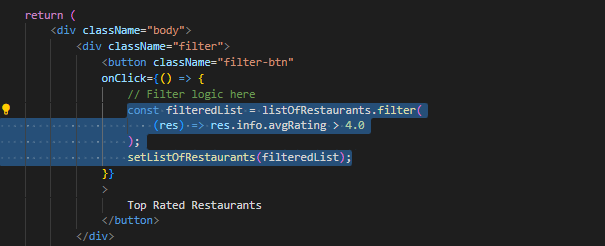 return (
<div className="body">
<div className="filter">
<button className="filter-btn"
onClick={() => {
// Filter logic here
const filteredList = listOfRestaurants.filter(
(res) => res.info.avgRating > 4.0
);
setListOfRestaurants(filteredList);
}}
>
Top Rated Restaurants
</button>
</div>